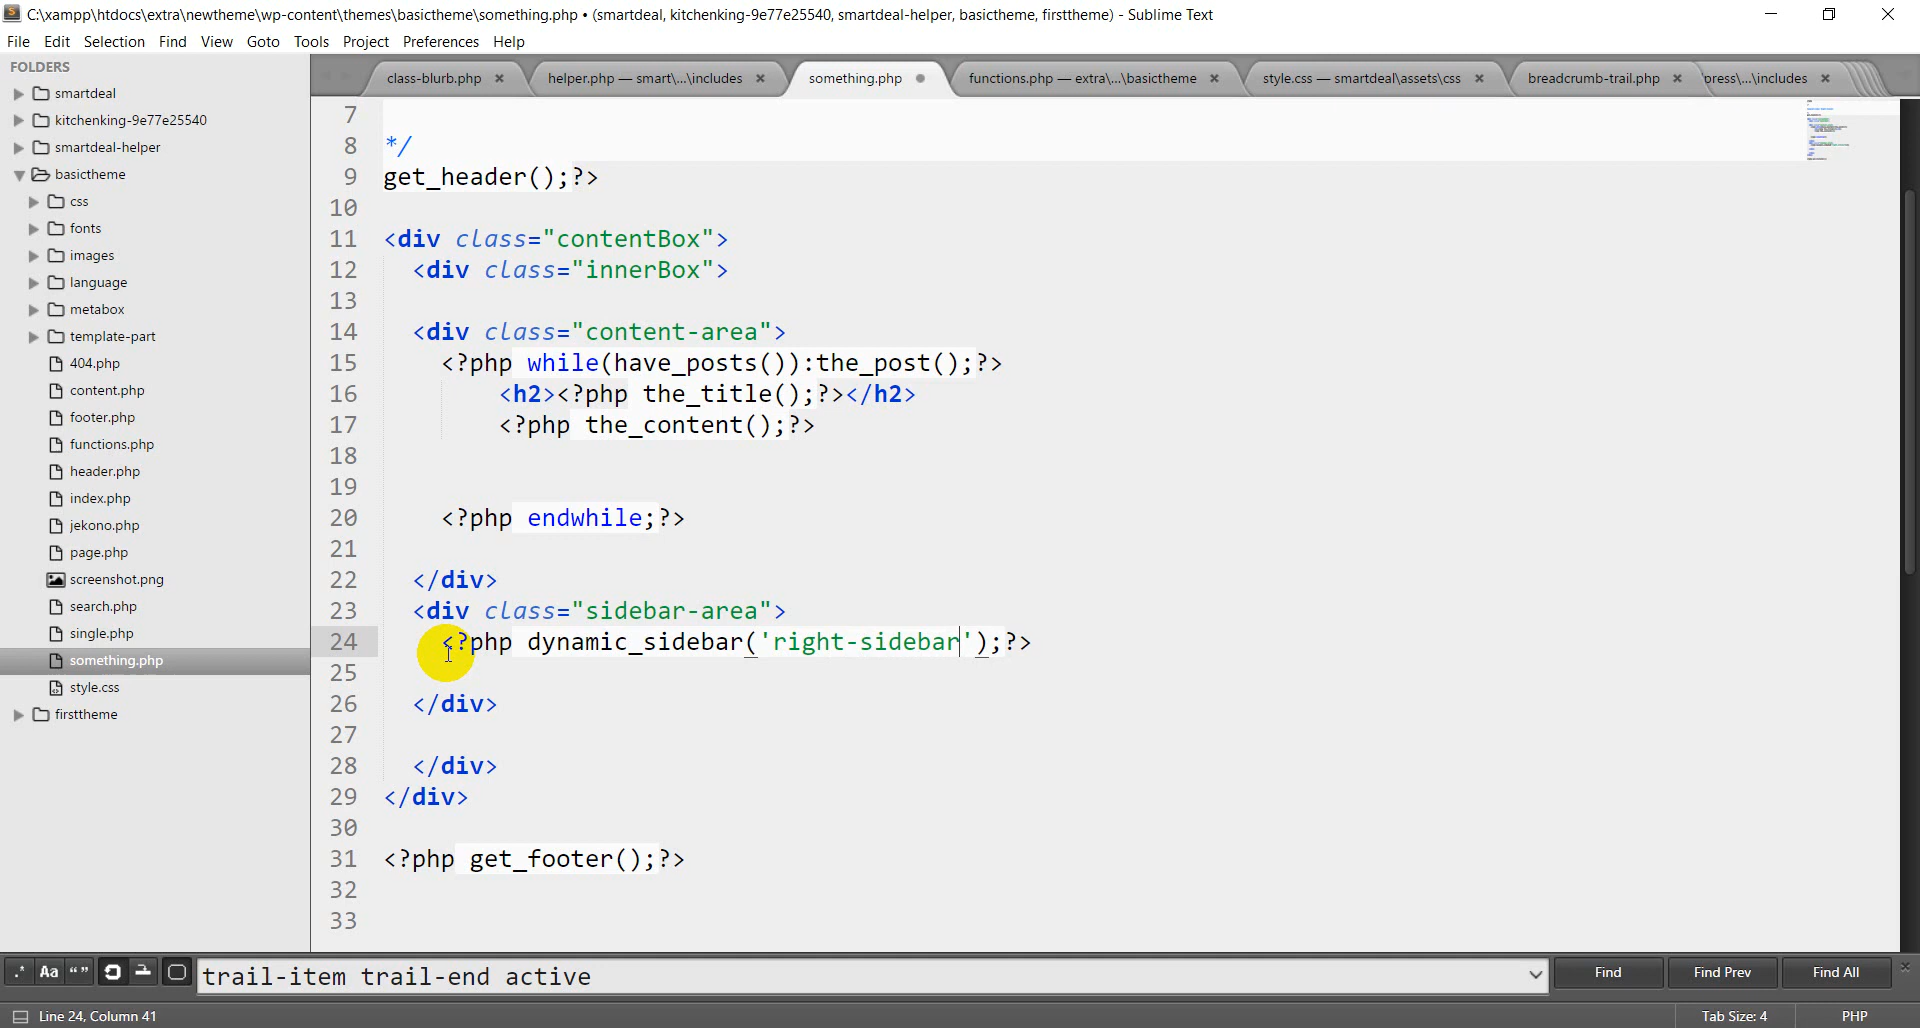 C:\xampp\htdocs\extra\newtheme\wp-content\themes\basictheme\something.php • (smartdeal, kitchenking-9e77e25540, smartdeal-helper, basictheme, firsttheme) - Sublime Text
File Edit Selection Find View Goto Tools Project Preferences Help
FOLDERS
smartdeal
kitchenking-9e77e25540
smartdeal-helper
basictheme
css
fonts
images
language
metabox
template-part
404.php
content.php
footer.php
functions.php
header.php
index.php
jekono.php
page.php
screenshot.png
search.php
single.php
something.php
style.css
firsttheme
class-blurb.php × helper.php — smart\...\includes × something.php functions.php — extra\...\basictheme × style.css — smartdeal\assets\css × breadcrumb-trail.php × press\...\includes ×
7
8 */
9 get_header();?>
10
11 <div class="contentBox">
12 <div class="innerBox">
13
14 <div class="content-area">
15 <?php while(have_posts()):the_post();?>
16 <h2><?php the_title();?></h2>
17 <?php the_content();?>
18
19
20 <?php endwhile;?>
21
22 </div>
23 <div class="sidebar-area">
24 <?php dynamic_sidebar('right-sidebar');?>
25
26 </div>
27
28 </div>
29 </div>
30
31 <?php get_footer();?>
32
33
.* Aa “” trail-item trail-end active Find Find Prev Find All ×
Line 24, Column 41 Tab Size: 4 PHP